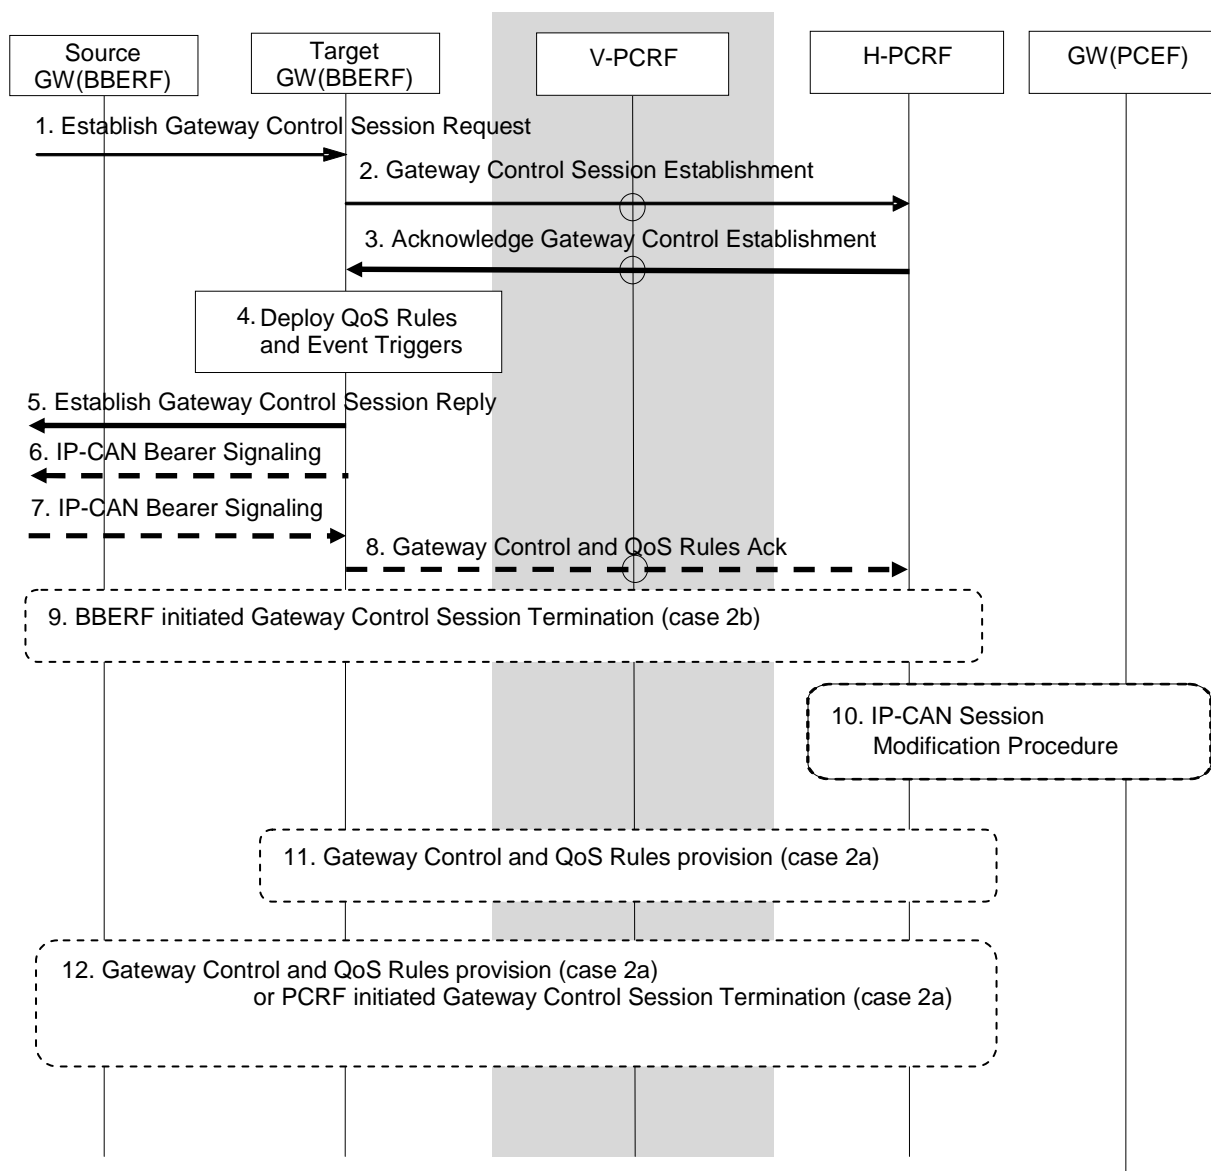 Source
GW(BBERF)
Target
GW(BBERF)
V-PCRF
H-PCRF
GW(PCEF)
1. Establish Gateway Control Session Request
2. Gateway Control Session Establishment
3. Acknowledge Gateway Control Establishment
4. Deploy QoS Rules
and Event Triggers
5. Establish Gateway Control Session Reply
6. IP-CAN Bearer Signaling
7. IP-CAN Bearer Signaling
8. Gateway Control and QoS Rules Ack
9. BBERF initiated Gateway Control Session Termination (case 2b)
10. IP-CAN Session
Modification Procedure
11. Gateway Control and QoS Rules provision (case 2a)
12. Gateway Control and QoS Rules provision (case 2a)
or PCRF initiated Gateway Control Session Termination (case 2a)